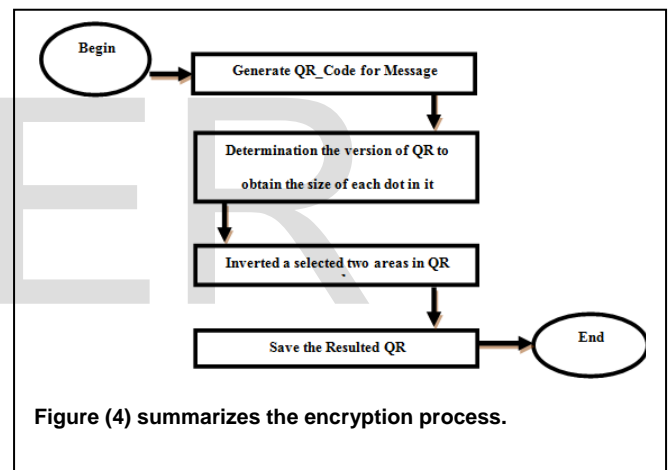 Begin
Generate QR_Code for Message
Determination the version of QR to
obtain the size of each dot in it
Inverted a selected two areas in QR
Save the Resulted QR
End
Figure (4) summarizes the encryption process.
ER